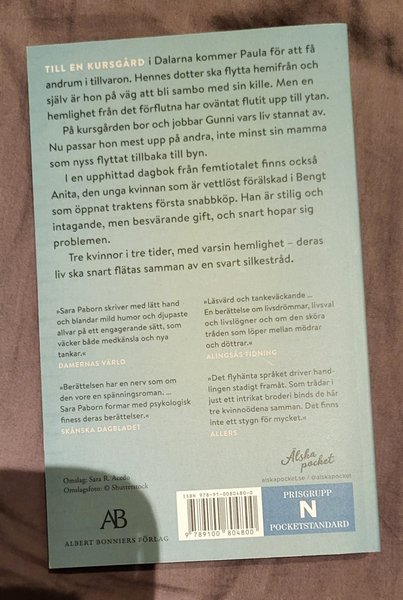 TILL EN KURSGÅRD i Dalarna kommer Paula för att få
andrum i tillvaron. Hennes dotter ska flytta hemifrån och
själv är hon på väg att bli sambo med sin kille. Men en
hemlighet från det förflutna har oväntat flutit upp till ytan.
På kursgården bor och jobbar Gunni vars liv stannat av.
Nu passar hon mest upp på andra, inte minst sin mamma
som nyss flyttat tillbaka till byn.
I en upphittad dagbok från femtiotalet finns också
Anita, den unga kvinnan som är vettlöst förälskad i Bengt
som öppnat traktens första snabbköp. Han är stilig och
intagande, men besvärande gift, och snart hopar sig
problemen.
Tre kvinnor i tre tider, med varsin hemlighet – deras
liv ska snart flätas samman av en svart silkestråd.
»Sara Paborn skriver med lätt hand
och blandar mild humor och djupaste
allvar på ett engagerande sätt, som
väcker både medkänsla och nya
tankar.«
DAMERNAS VÄRLD
»Läsvärd och tankeväckande ...
En berättelse om livsdrömmar, livsval
och livslögner och om den sköra
tråden som löper mellan mödrar
och döttrar.«
ALINGSÅS TIDNING
»Berättelsen har en nerv som om
den vore en spänningsroman. ...
Sara Paborn formar med psykologisk
finess deras berättelser.«
SKÅNSKA DAGBLADET
»Det flyhänta språket driver hand-
lingen stadigt framåt. Som trådar i
just ett intrikat broderi binds de här
tre kvinnoödena samman. Det finns
inte ett stygn för mycket.«
ALLERS
Älska
pocket
alskapocket.se / @alskapocket
Omslag: Sara R. Acedo
Omslagsfoto: © Shutterstock
AB
ALBERT BONNIERS FÖRLAG
ISBN 978-91-0080480-0
9 789100 804800
PRISGRUPP
N
POCKETSTANDARD